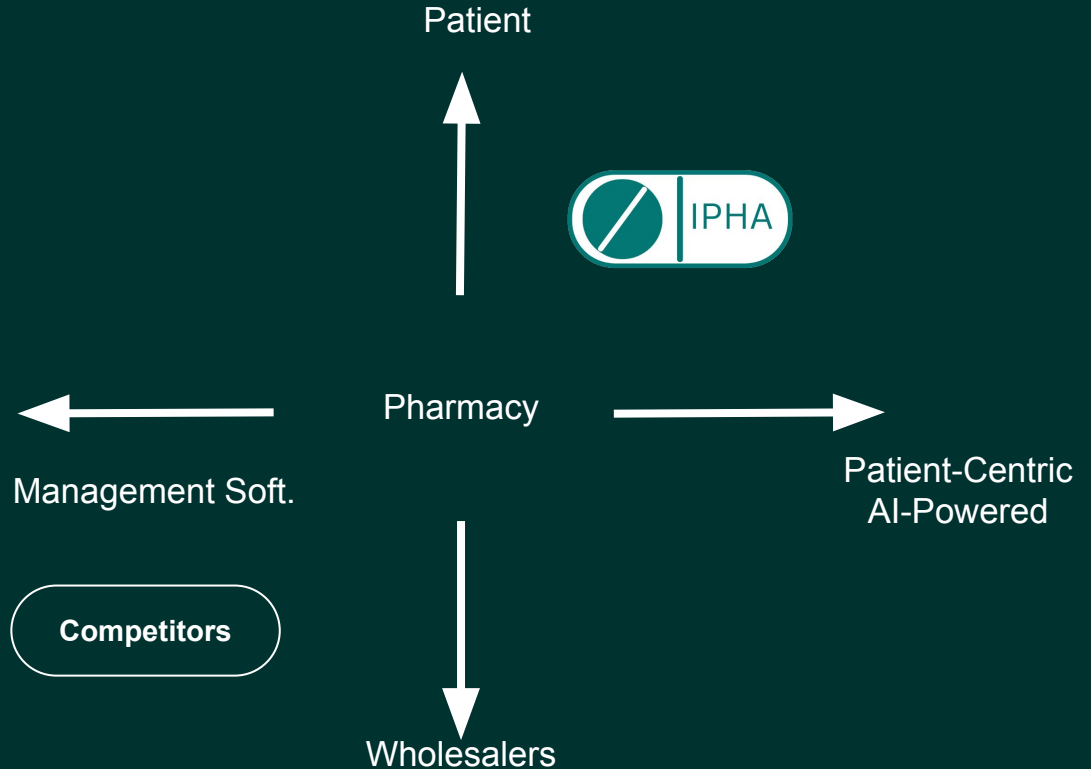 Patient
IPHA
Pharmacy
Management Soft.
Patient-Centric
AI-Powered
Competitors
Wholesalers